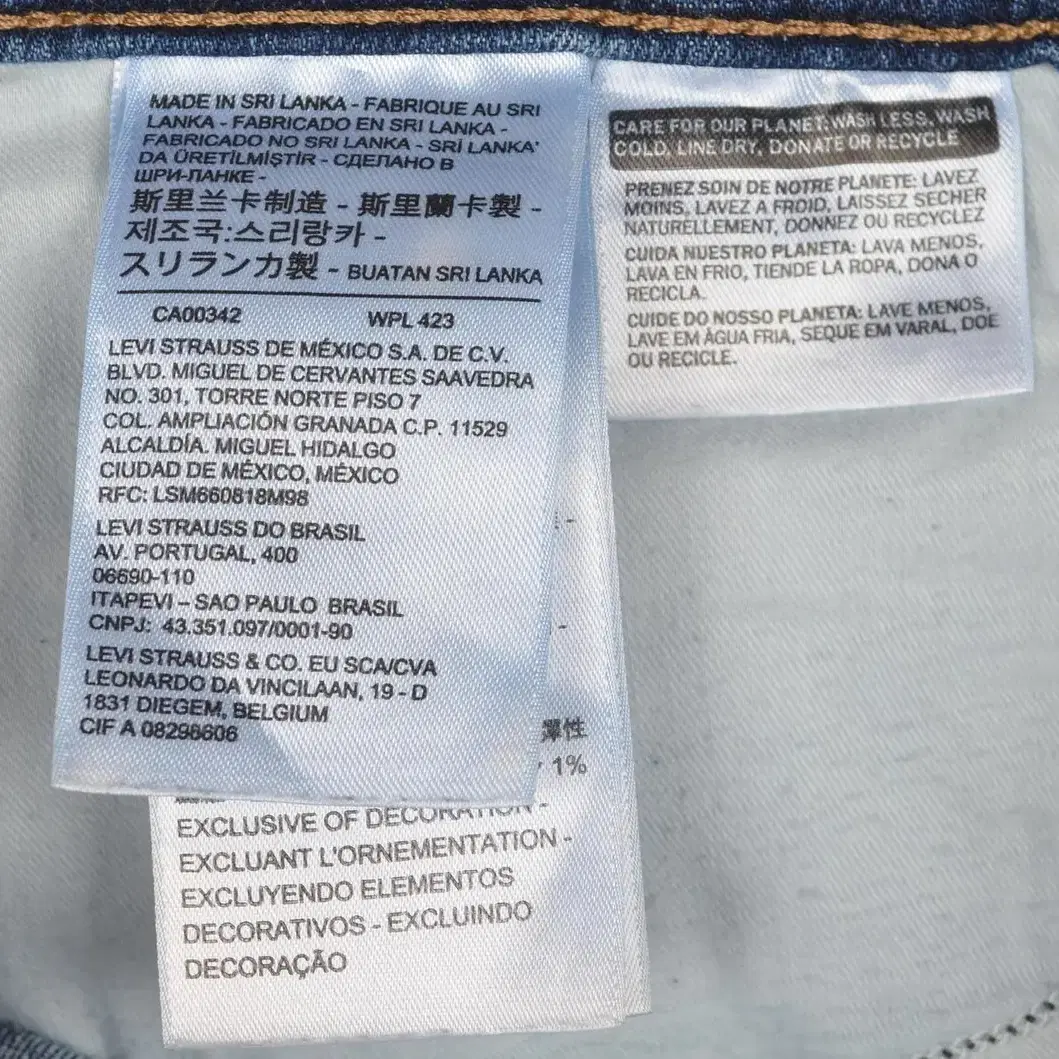 MADE IN SRI LANKA - FABRIQUE AU SRI
LANKA - FABRICADO EN SRI LANKA -
FABRICADO NO SRI LANKA - SRİ LANKA'
DA ÜRETİLMİŞTİR - СДЕЛАНО В
ШРИ-ЛАНКЕ -
斯里兰卡制造 - 斯里蘭卡製 -
제조국:스리랑카 -
スリランカ製 - BUATAN SRI LANKA
CA00342 WPL 423
LEVI STRAUSS DE MÉXICO S.A. DE C.V.
BLVD. MIGUEL DE CERVANTES SAAVEDRA
NO. 301, TORRE NORTE PISO 7
COL. AMPLIACIÓN GRANADA C.P. 11529
ALCALDÍA. MIGUEL HIDALGO
CIUDAD DE MÉXICO, MÉXICO
RFC: LSM660818M98
LEVI STRAUSS DO BRASIL
AV. PORTUGAL, 400
06690-110
ITAPEVI – SAO PAULO BRASIL
CNPJ: 43.351.097/0001-90
LEVI STRAUSS & CO. EU SCA/CVA
LEONARDO DA VINCILAAN, 19 - D
1831 DIEGEM, BELGIUM
CIF A 08298606
彈性
1%
EXCLUSIVE OF DECORATION -
EXCLUANT L'ORNEMENTATION -
EXCLUYENDO ELEMENTOS
DECORATIVOS - EXCLUINDO
DECORAÇÃO
CARE FOR OUR PLANET: WASH LESS, WASH
COLD, LINE DRY, DONATE OR RECYCLE
PRENEZ SOIN DE NOTRE PLANETE: LAVEZ
MOINS, LAVEZ A FROID, LAISSEZ SECHER
NATURELLEMENT, DONNEZ OU RECYCLEZ
CUIDA NUESTRO PLANETA: LAVA MENOS,
LAVA EN FRIO, TIENDE LA ROPA, DONA O
RECICLA.
CUIDE DO NOSSO PLANETA: LAVE MENOS,
LAVE EM ÁGUA FRIA, SEQUE EM VARAL, DOE
OU RECICLE.